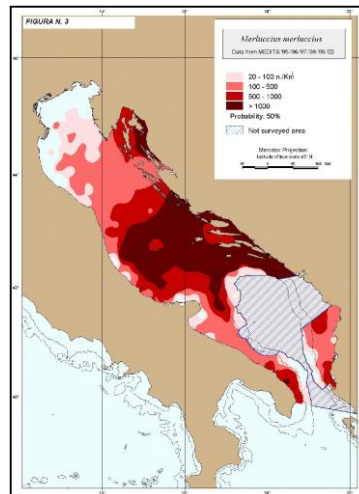 FIGURA N. 3
Merluccius merluccius
Data from MEDITS '95-'96-'97-'98-'99-'00
20 - 100 n./Km²
100 - 500
500 - 1000
> 1000
Probability: 50%
Not surveyed area
Mercator Projection